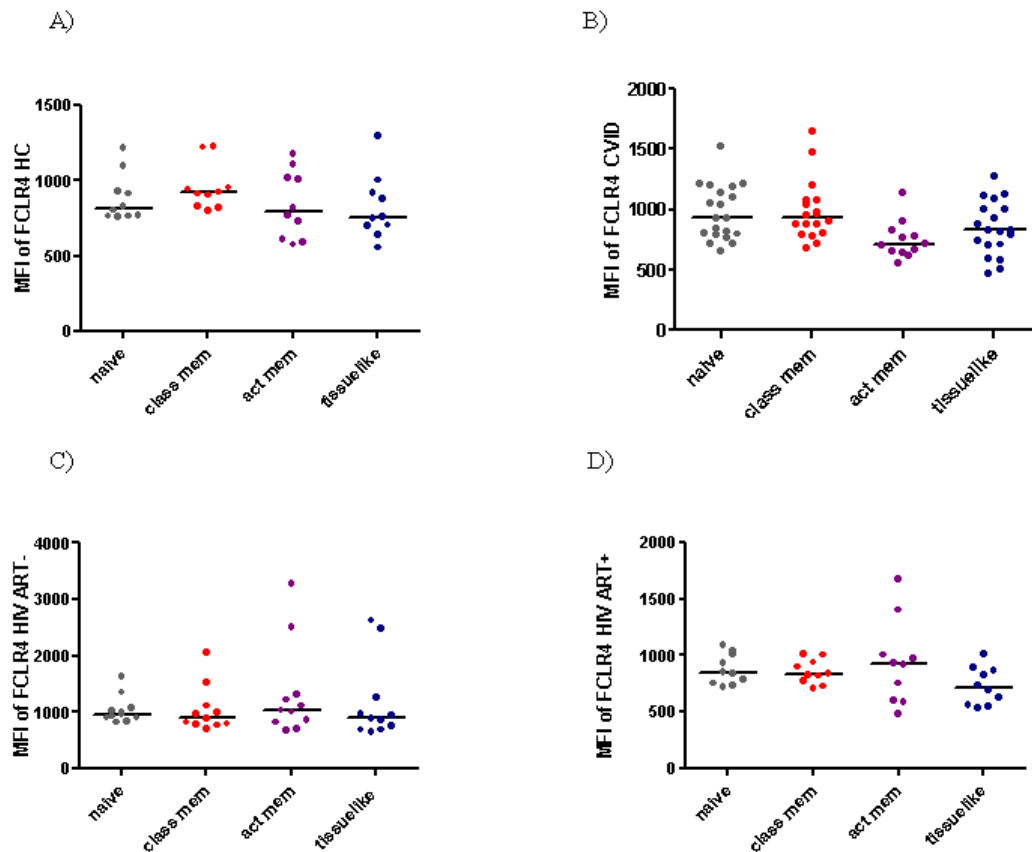 A)
MFI of FCLR4 HC
1500
1000
500
0
naive
class mem
act mem
tissuelike
B)
MFI of FCLR4 CVID
2000
1500
1000
500
0
naive
class mem
act mem
tissuelike
C)
MFI of FCLR4 HIV ART-
4000
3000
2000
1000
0
naive
class mem
act mem
tissuelike
D)
MFI of FCLR4 HIV ART+
2000
1500
1000
500
0
naive
class mem
act mem
tissuelike